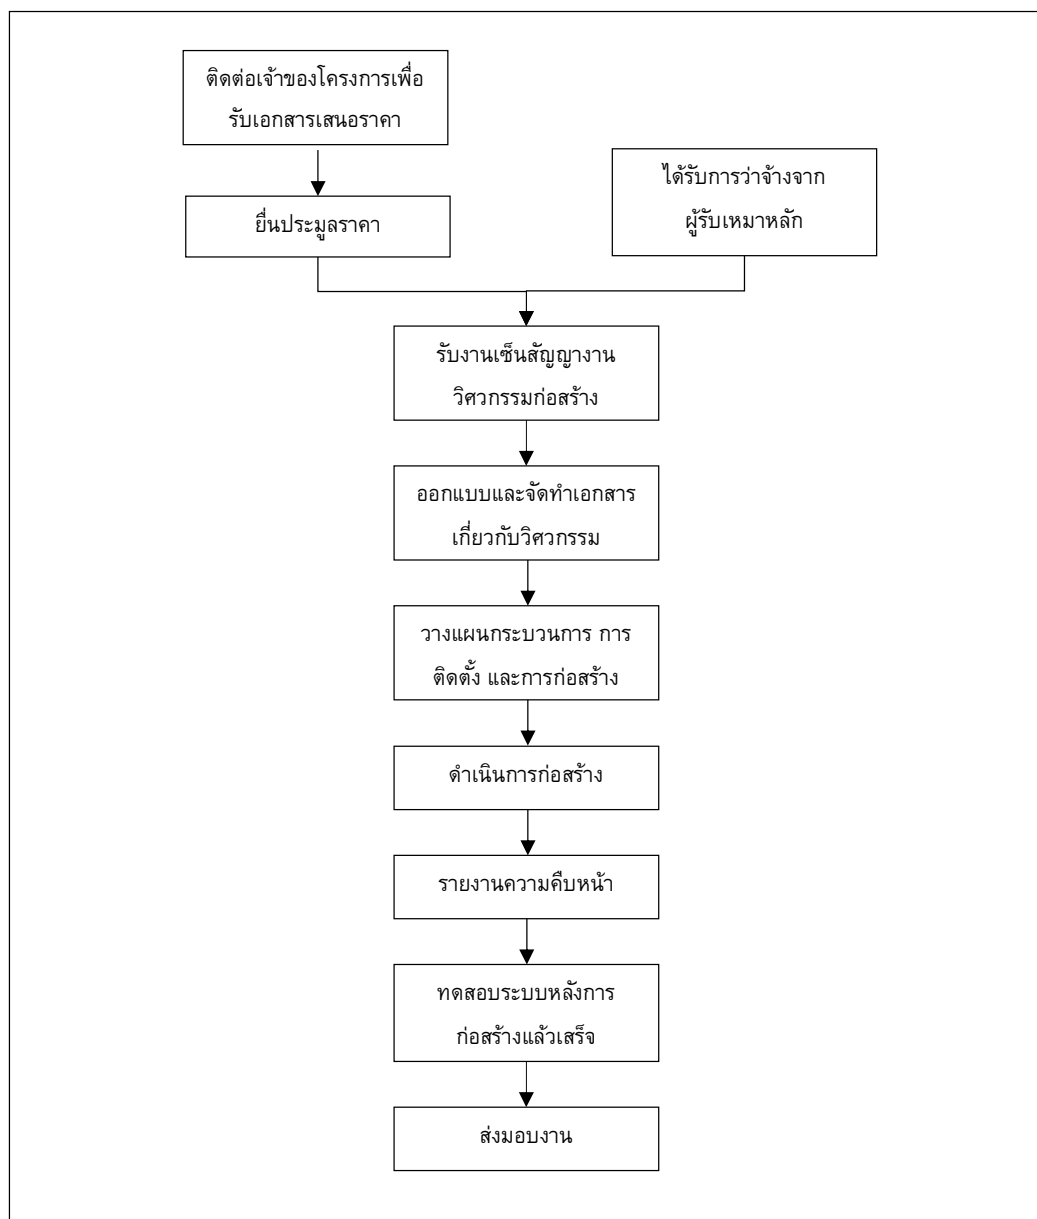 ติดต่อเจ้าของโครงการเพื่อ
รับเอกสารเสนอราคา
ยื่นประมูลราคา
ได้รับการว่าจ้างจาก
ผู้รับเหมาหลัก
รับงานเซ็นสัญญางาน
วิศวกรรมก่อสร้าง
ออกแบบและจัดทำเอกสาร
เกี่ยวกับวิศวกรรม
วางแผนกระบวนการ การ
ติดตั้ง และการก่อสร้าง
ดำเนินการก่อสร้าง
รายงานความคืบหน้า
ทดสอบระบบหลังการ
ก่อสร้างแล้วเสร็จ
ส่งมอบงาน